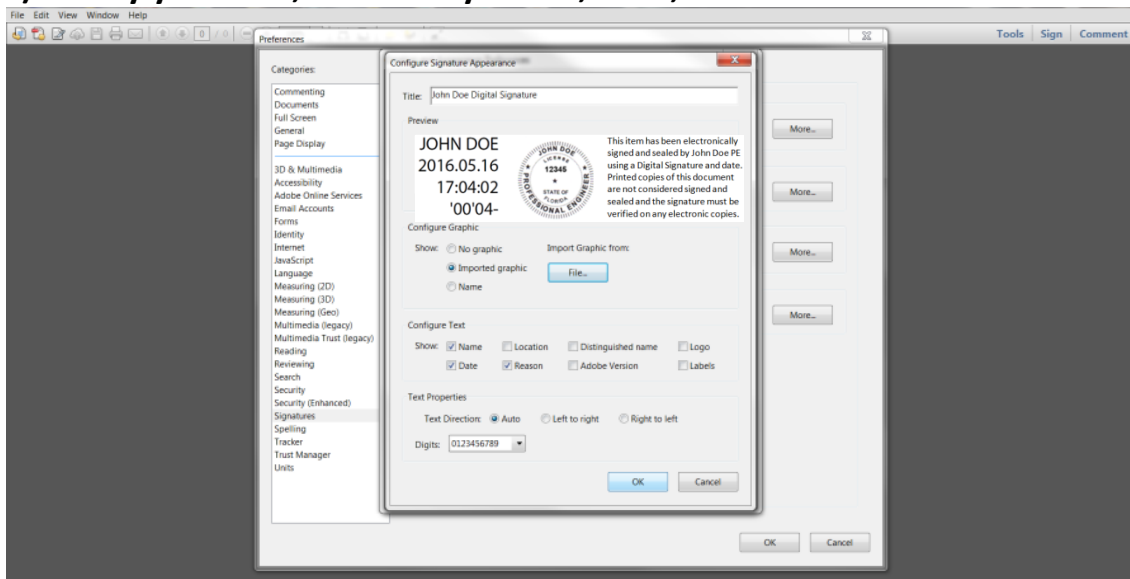 File Edit View Window Help
0 / 0
Tools Sign Comment
Preferences
Categories:
Commenting
Documents
Full Screen
General
Page Display
3D & Multimedia
Accessibility
Adobe Online Services
Email Accounts
Forms
Identity
Internet
JavaScript
Language
Measuring (2D)
Measuring (3D)
Measuring (Geo)
Multimedia (legacy)
Multimedia Trust (legacy)
Reading
Reviewing
Search
Security
Security (Enhanced)
Signatures
Spelling
Tracker
Trust Manager
Units
Configure Signature Appearance
Title: John Doe Digital Signature
Preview
JOHN DOE
2016.05.16
17:04:02
'00'04-
JOHN DOE
LICENSE
12345
STATE OF
FLORIDA
PROFESSIONAL ENGINEER
This item has been electronically
signed and sealed by John Doe PE
using a Digital Signature and date.
Printed copies of this document
are not considered signed and
sealed and the signature must be
verified on any electronic copies.
Configure Graphic
Show: No graphic Import Graphic from:
Imported graphic File...
Name
Configure Text
Show: Name Location Distinguished name Logo
Date Reason Adobe Version Labels
Text Properties
Text Direction: Auto Left to right Right to left
Digits: 0123456789
OK Cancel
More...
More...
More...
More...
OK Cancel